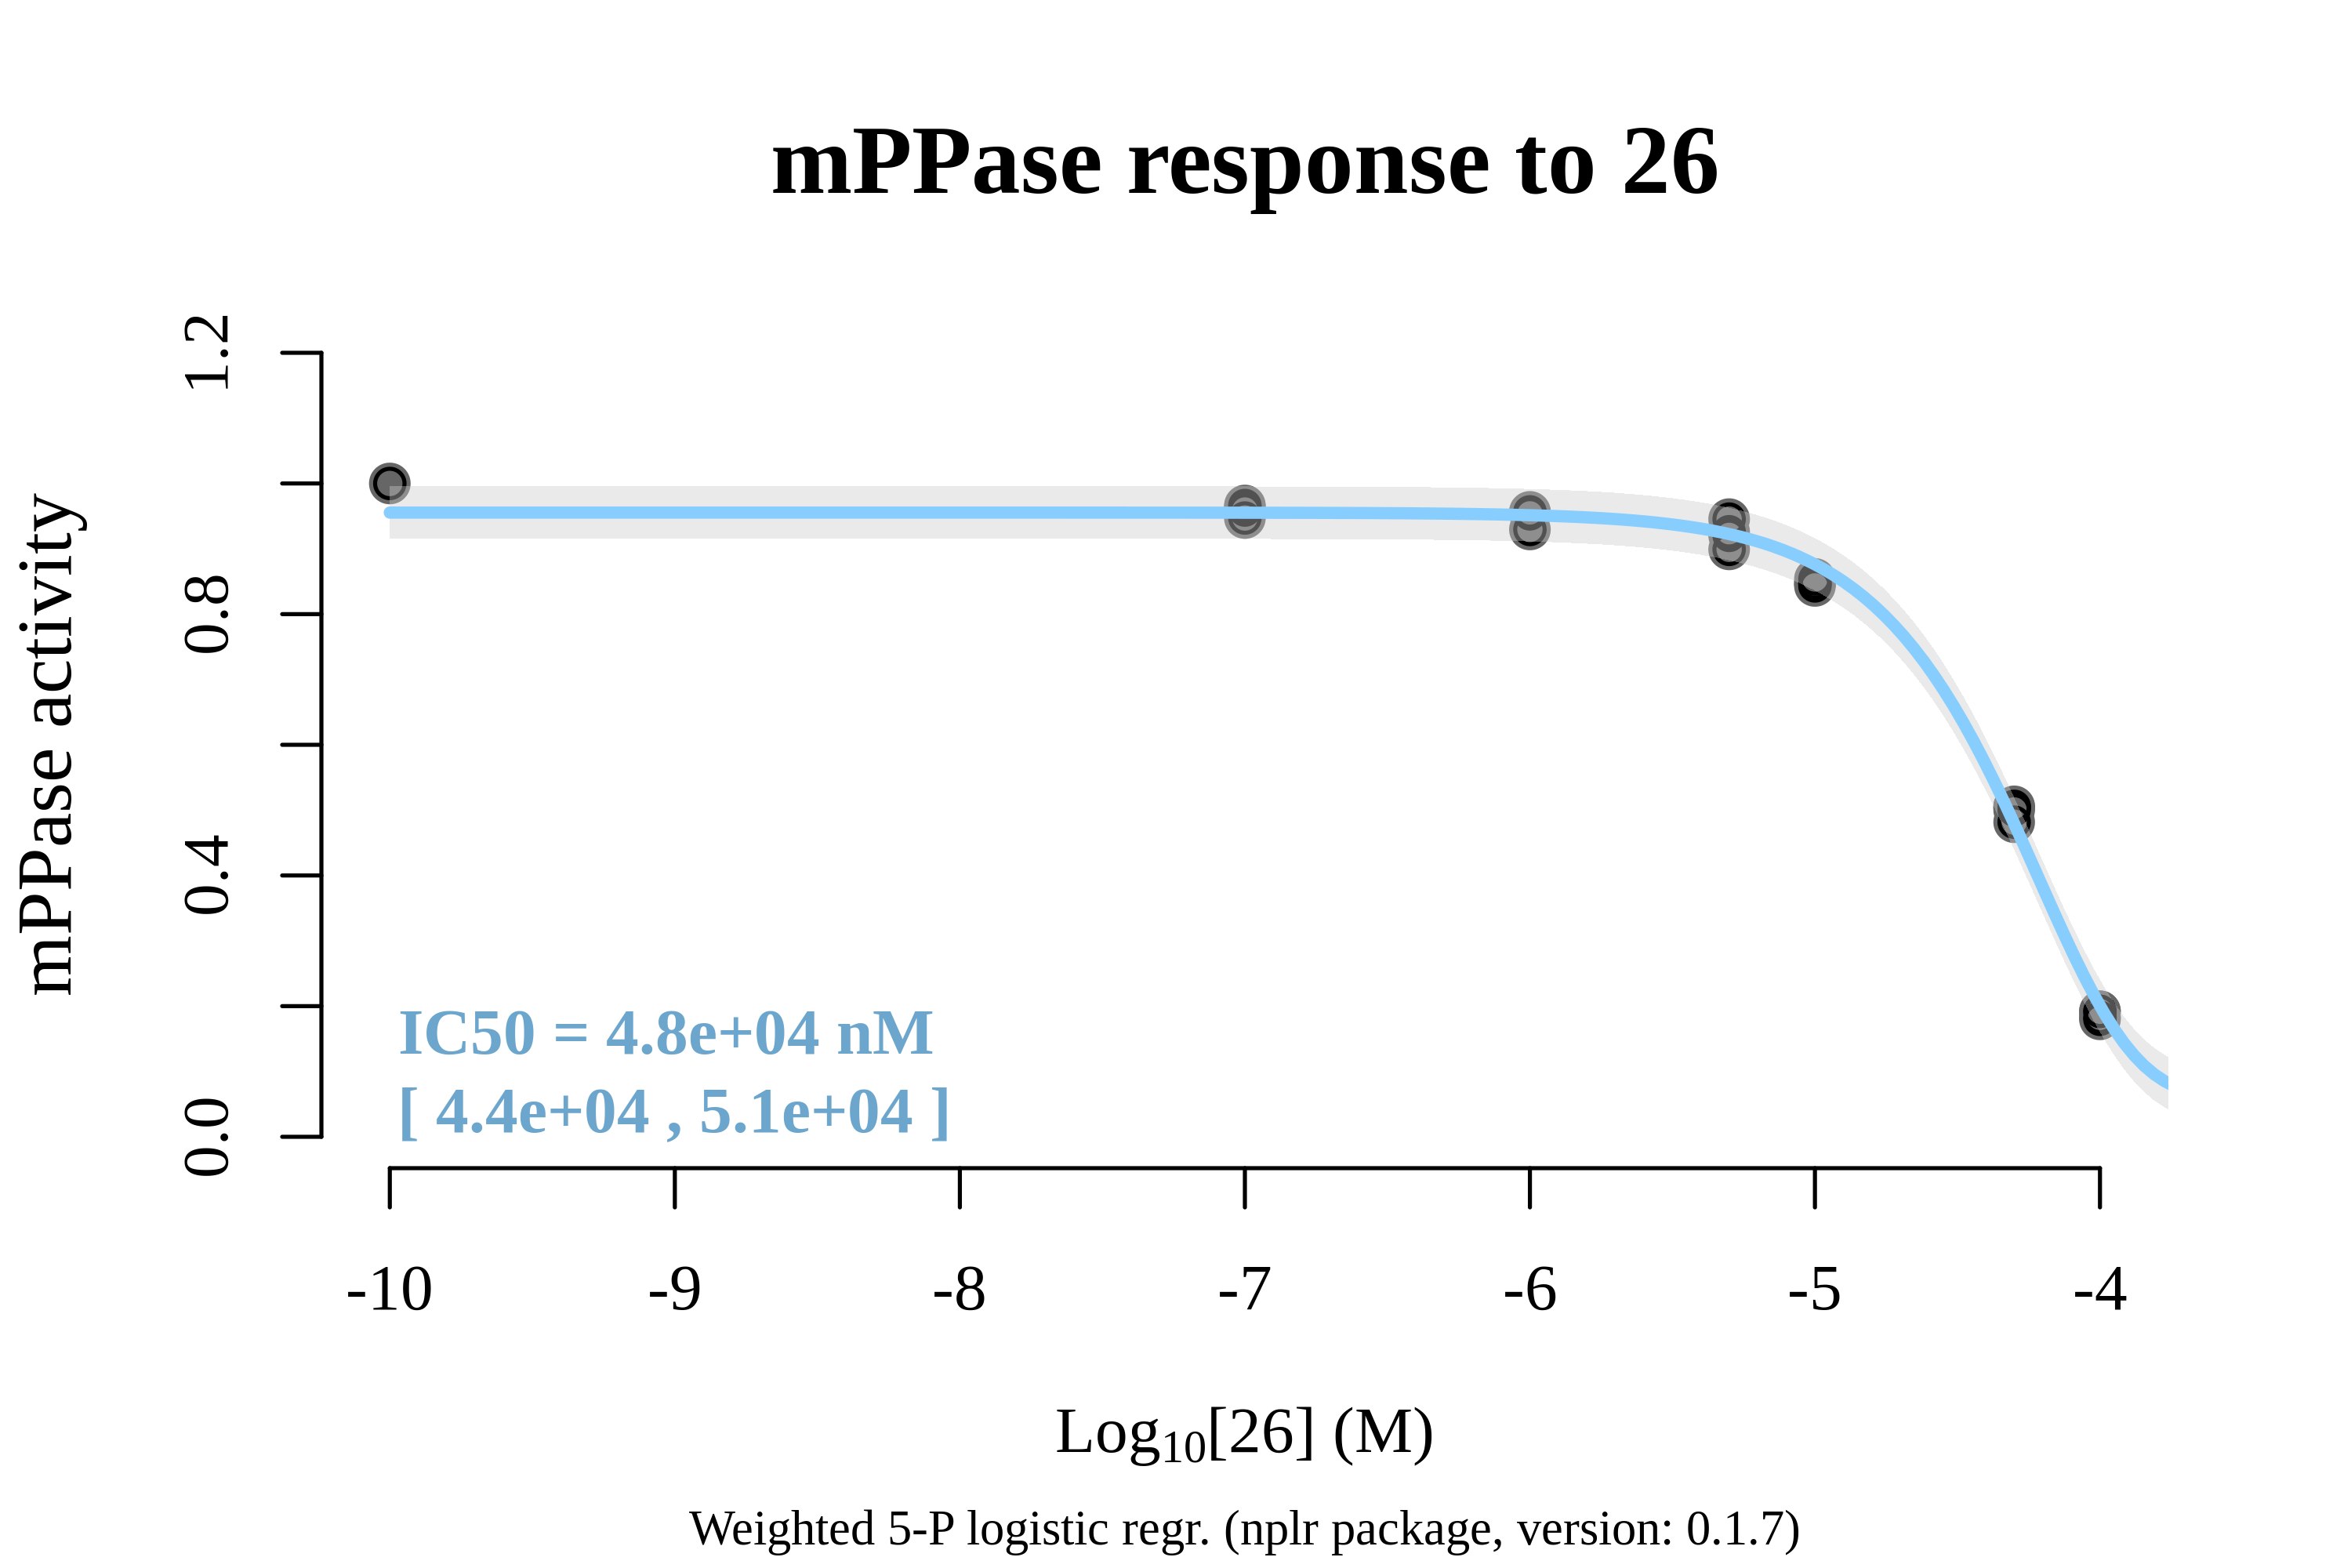 mPPase response to 26
mPPase activity
1.2
0.8
0.4
0.0
IC50 = 4.8e+04 nM
[ 4.4e+04 , 5.1e+04 ]
-10 -9 -8 -7 -6 -5 -4
Log10[26] (M)
Weighted 5-P logistic regr. (nplr package, version: 0.1.7)